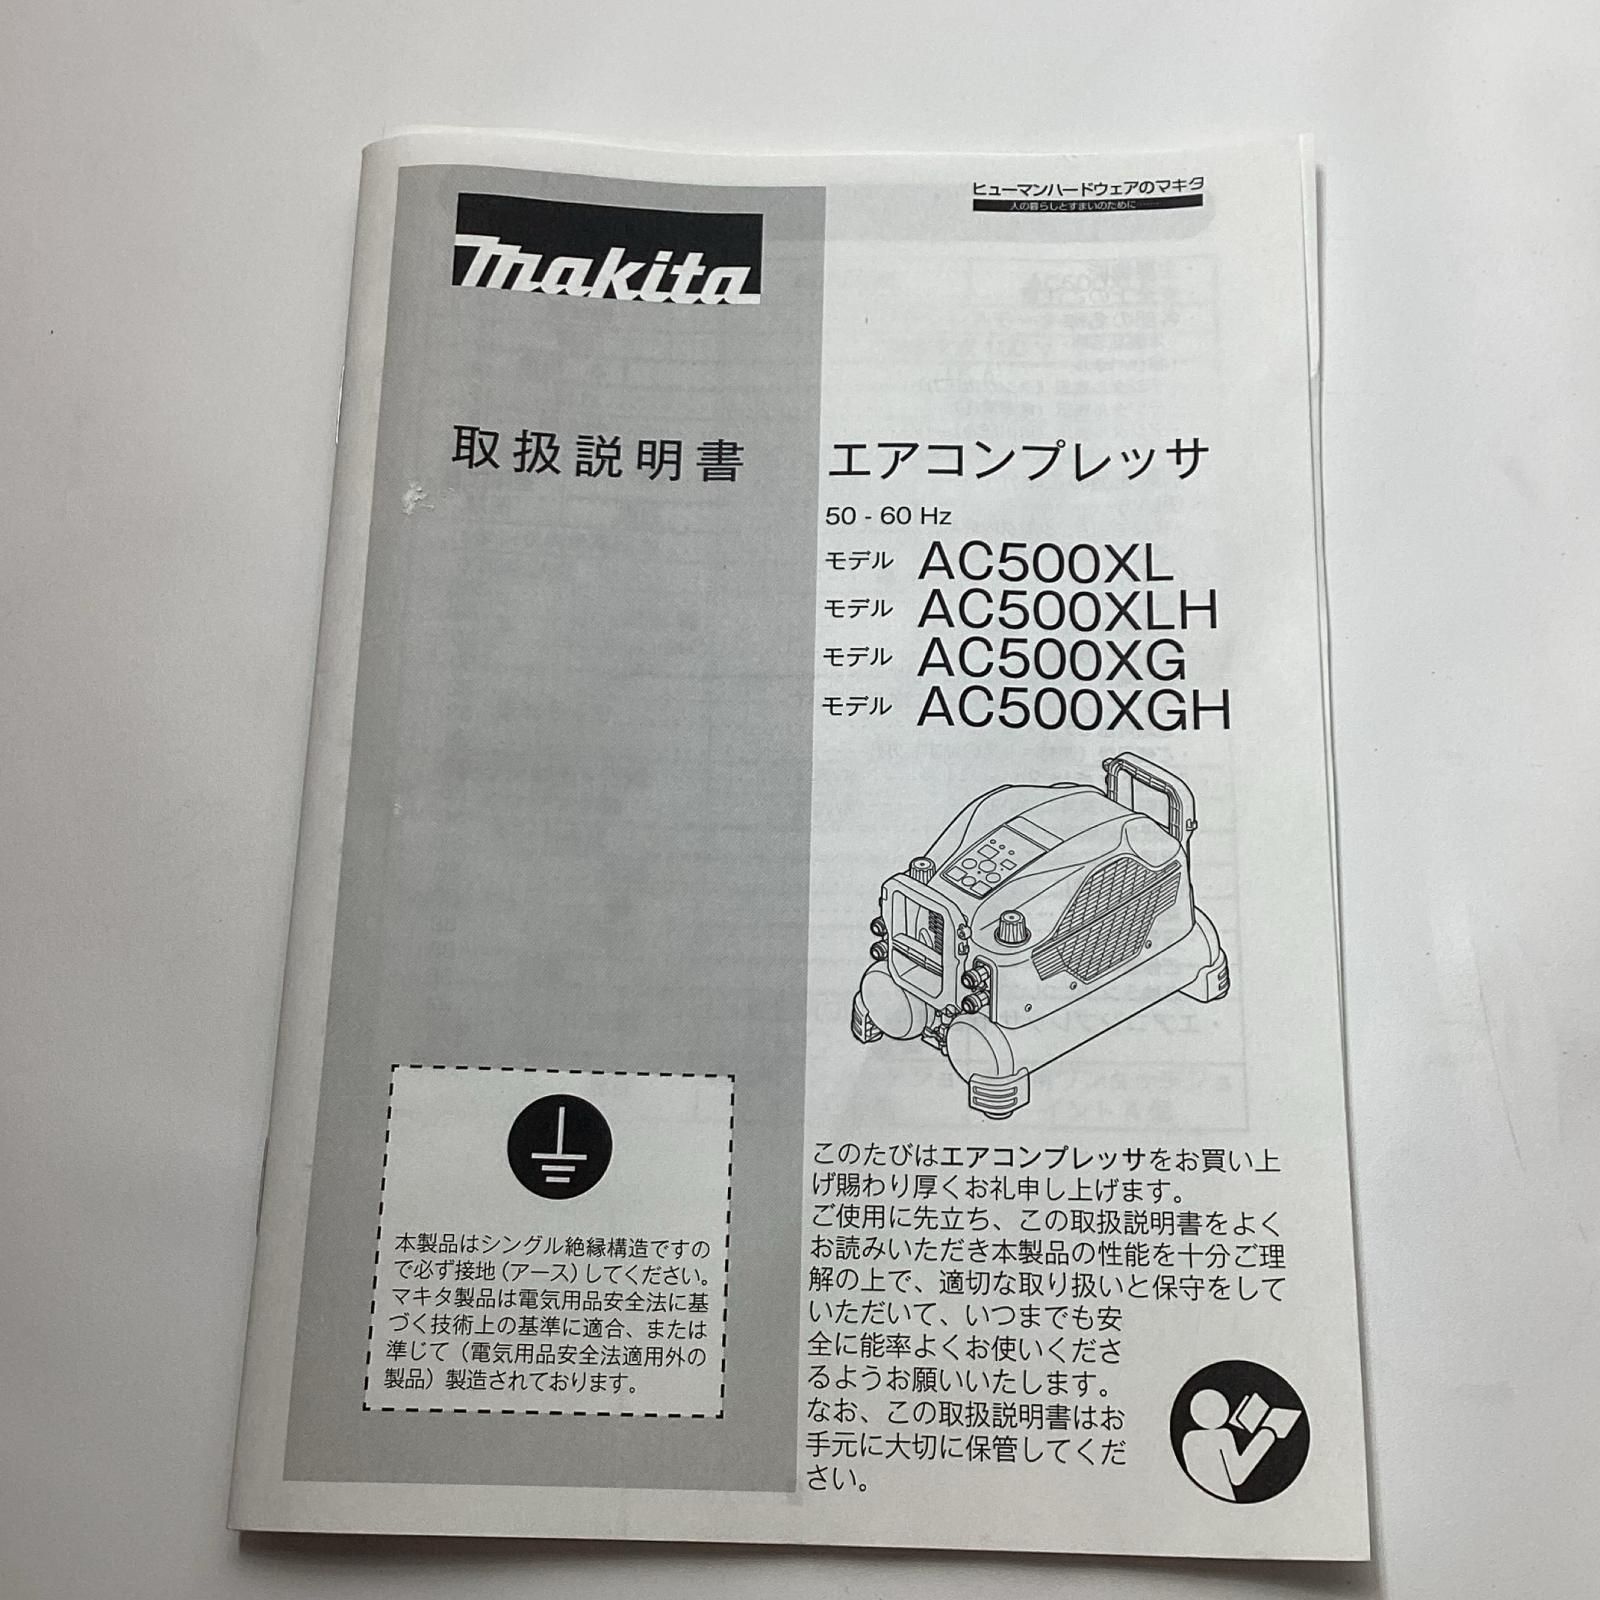 makita
ヒューマンハードウェアのマキタ
人の暮らしとすまいのために……
取扱説明書
エアコンプレッサ
50 - 60 Hz
モデル AC500XL
モデル AC500XLH
モデル AC500XG
モデル AC500XGH
本製品はシングル絶縁構造ですの
で必ず接地(アース)してください。
マキタ製品は電気用品安全法に基
づく技術上の基準に適合、または
準じて(電気用品安全法適用外の
製品)製造されております。
このたびはエアコンプレッサをお買い上
げ賜わり厚くお礼申し上げます。
ご使用に先立ち、この取扱説明書をよく
お読みいただき本製品の性能を十分ご理
解の上で、適切な取り扱いと保守をして
いただいて、いつまでも安
全に能率よくお使いくださ
るようお願いいたします。
なお、この取扱説明書はお
手元に大切に保管してくだ
さい。